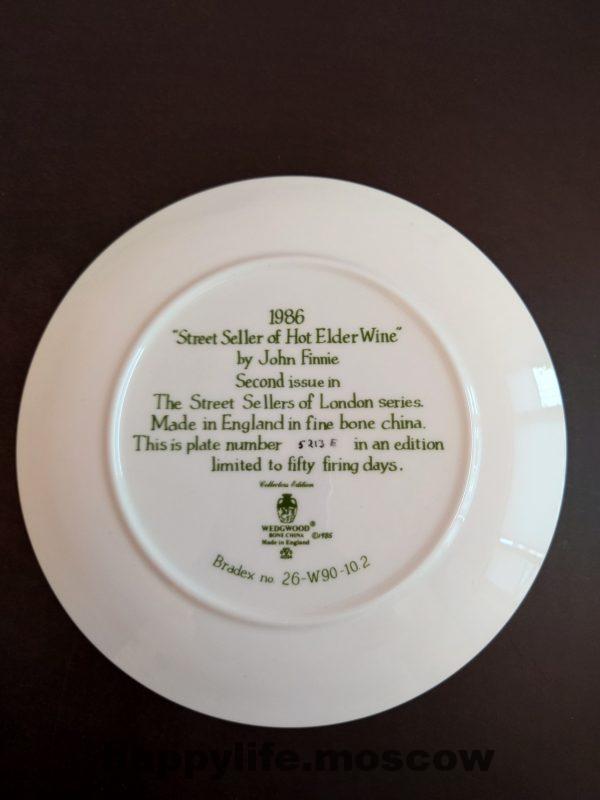 1986
"Street Seller of Hot Elder Wine"
by John Finnie
Second issue in
The Street Sellers of London series.
Made in England in fine bone china.
This is plate number 5213 E in an edition
limited to fifty firing days.
Collectors Edition
WEDGWOOD®
BONE CHINA ©1986
Made in England
Bradex no. 26-W90-10.2
happylife.moscow